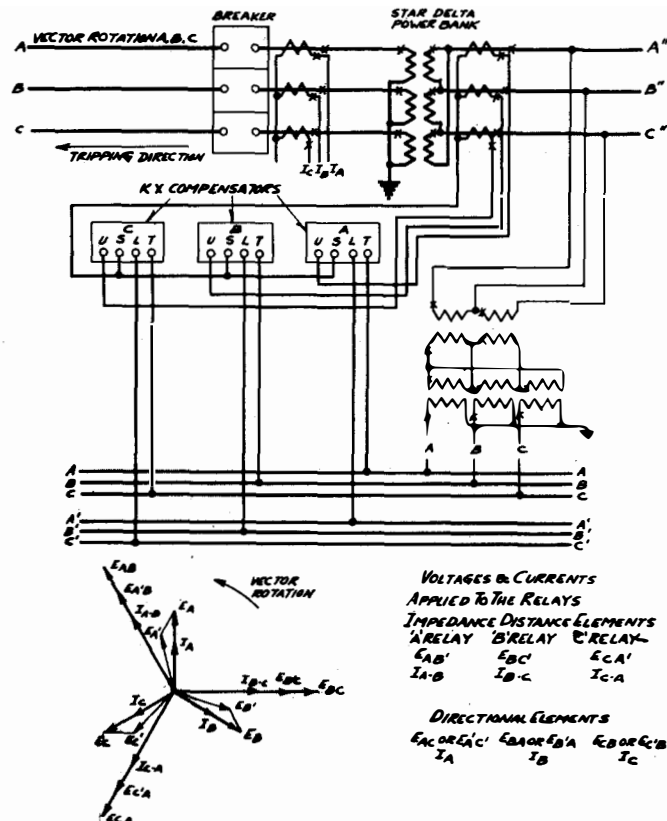 BREAKER
STAR DELTA
POWER BANK
A VECTOR ROTATION A, B, C
A"
B
B"
C
C"
TRIPPING DIRECTION
IC IB IA
KX COMPENSATORS
C
B
A
U S L T
U S L T
U S L T
A B C
A A
B B
C C
A' A'
B' B'
C' C'
EAB
EA'B
IA-B
EA'
EA
IA
VECTOR
ROTATION
IB-C
EBC
IC
EB'
IB
EB
EC
EC'
IC-A
EC'A
ECA
VOLTAGES & CURRENTS
APPLIED TO THE RELAYS
IMPEDANCE DISTANCE ELEMENTS
'A'RELAY 'B'RELAY 'C'RELAY
EAB' EBC' ECA'
IA-B IB-C IC-A
DIRECTIONAL ELEMENTS
EAC OR EA'C' EBA OR EB'A ECB OR EC'B
IA IB IC